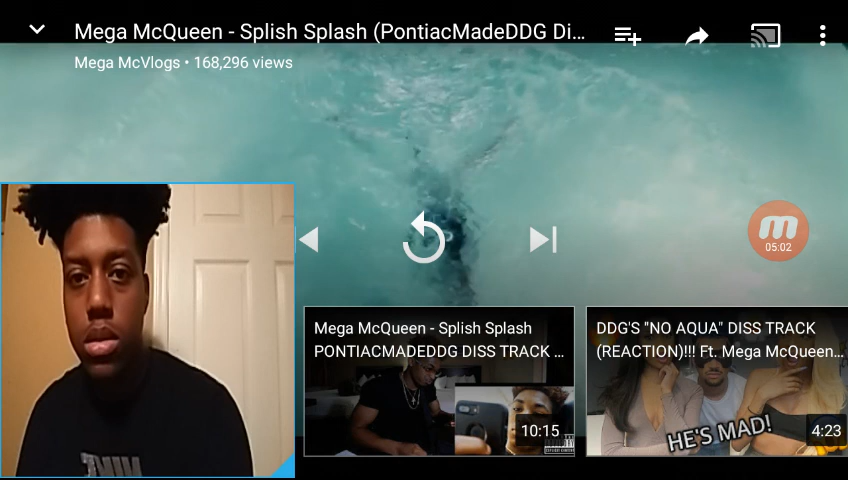 Mega McQueen - Splish Splash (PontiacMadeDDG Di...
Mega McVlogs • 168,296 views
05:02
Mega McQueen - Splish Splash
PONTIACMADEDDG DISS TRACK ...
10:15
DDG'S "NO AQUA" DISS TRACK
(REACTION)!!! Ft. Mega McQueen...
HE'S MAD!
4:23